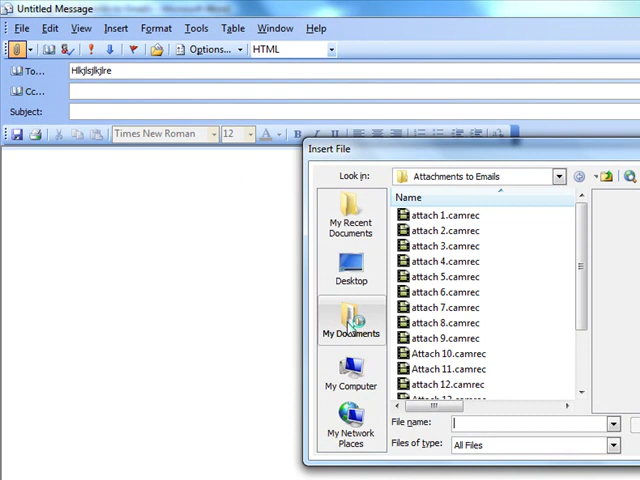 Untitled Message
File Edit View Insert Format Tools Table Window Help
Options... HTML
To... Hlkjlsjlkjlre
Cc...
Subject:
Times New Roman 12 A B I U
Insert File
Look in: Attachments to Emails
Name
My Recent Documents
Desktop
My Documents
My Computer
My Network Places
attach 1.camrec
attach 2.camrec
attach 3.camrec
attach 4.camrec
attach 5.camrec
attach 6.camrec
attach 7.camrec
attach 8.camrec
attach 9.camrec
Attach 10.camrec
Attach 11.camrec
attach 12.camrec
File name:
Files of type: All Files